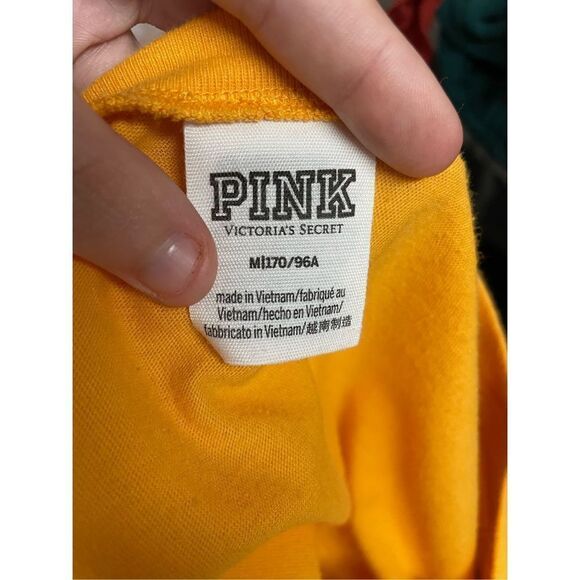 PINK
VICTORIA'S SECRET
M|170/96A
made in Vietnam/fabriqué au
Vietnam/hecho en Vietnam/
fabbricato in Vietnam/越南制造